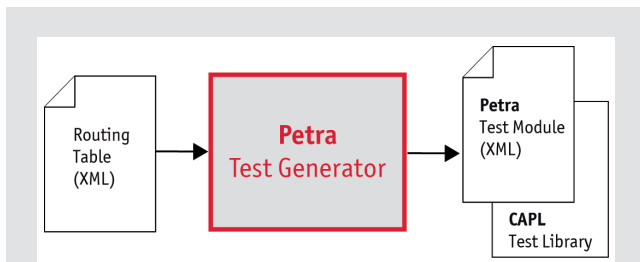 Routing
Table
(XML)
Petra
Test Generator
Petra
Test Module
(XML)
CAPL
Test Library